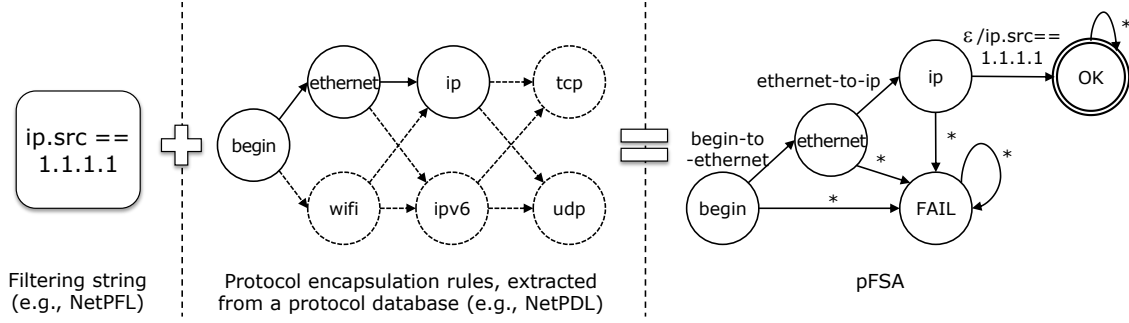 ip.src ==
1.1.1.1
Filtering string
(e.g., NetPFL)
begin
ethernet
ip
tcp
wifi
ipv6
udp
Protocol encapsulation rules, extracted
from a protocol database (e.g., NetPDL)
begin-to
-ethernet
ethernet-to-ip
ε /ip.src==
1.1.1.1
*
begin
ethernet
ip
OK
*
*
*
*
FAIL
pFSA